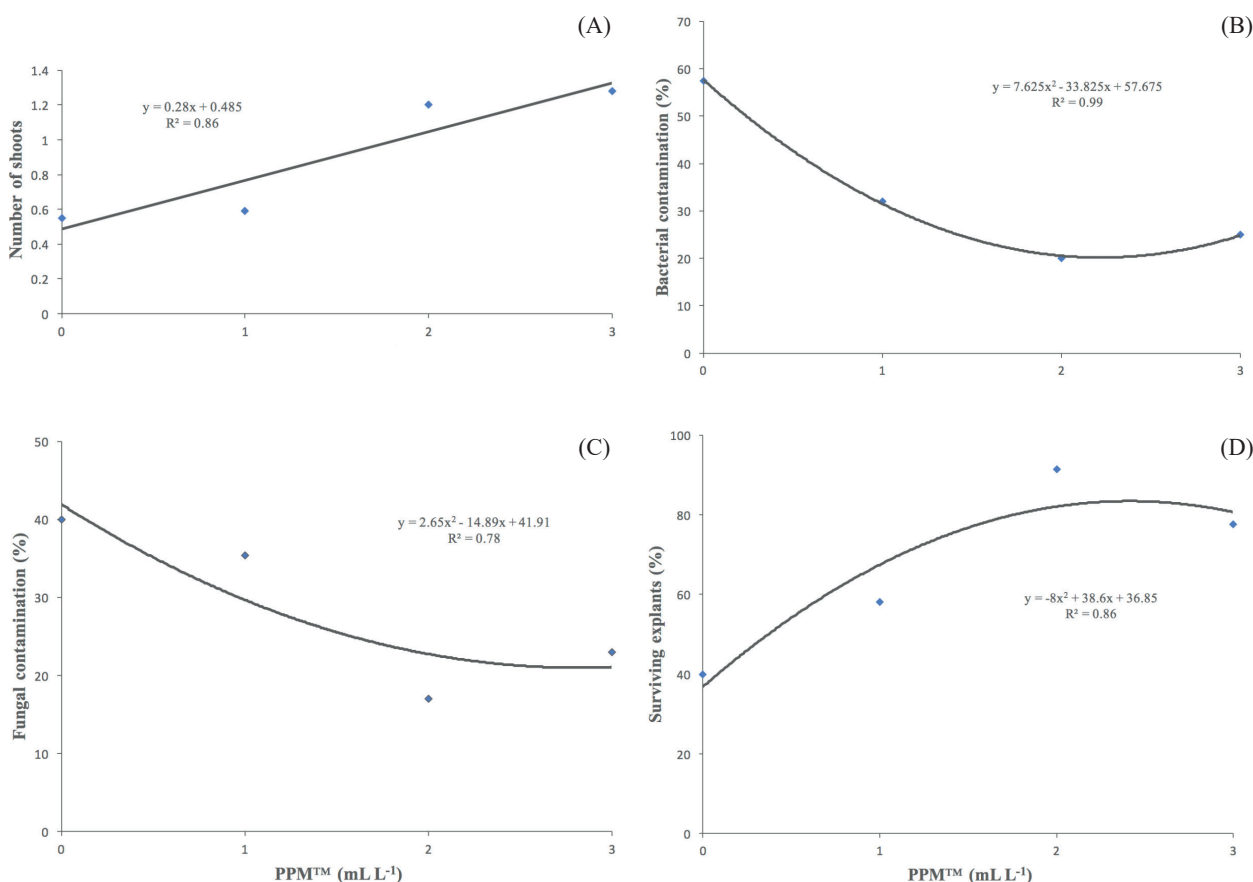 (A)
Number of shoots
1.4
1.2
1
0.8
0.6
0.4
0.2
0
y = 0.28x + 0.485
R² = 0.86
0 1 2 3
(B)
Bacterial contamination (%)
70
60
50
40
30
20
10
0
y = 7.625x² - 33.825x + 57.675
R² = 0.99
0 1 2 3
(C)
Fungal contamination (%)
50
40
30
20
10
0
y = 2.65x² - 14.89x + 41.91
R² = 0.78
0 1 2 3
PPM™ (mL L⁻¹)
(D)
Surviving explants (%)
100
80
60
40
20
0
y = -8x² + 38.6x + 36.85
R² = 0.86
0 1 2 3
PPM™ (mL L⁻¹)